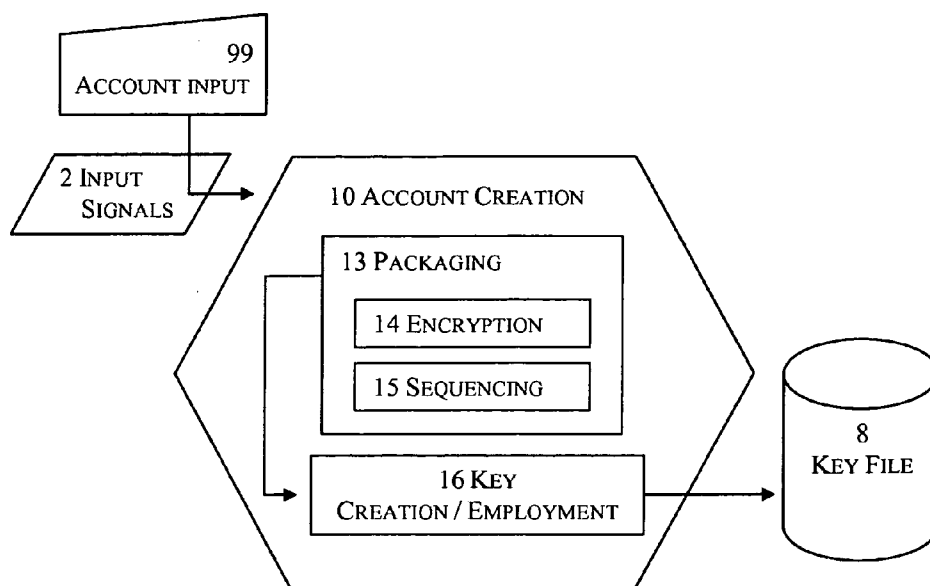 99
ACCOUNT INPUT
2 INPUT
SIGNALS
10 ACCOUNT CREATION
13 PACKAGING
14 ENCRYPTION
15 SEQUENCING
16 KEY
CREATION / EMPLOYMENT
8
KEY FILE